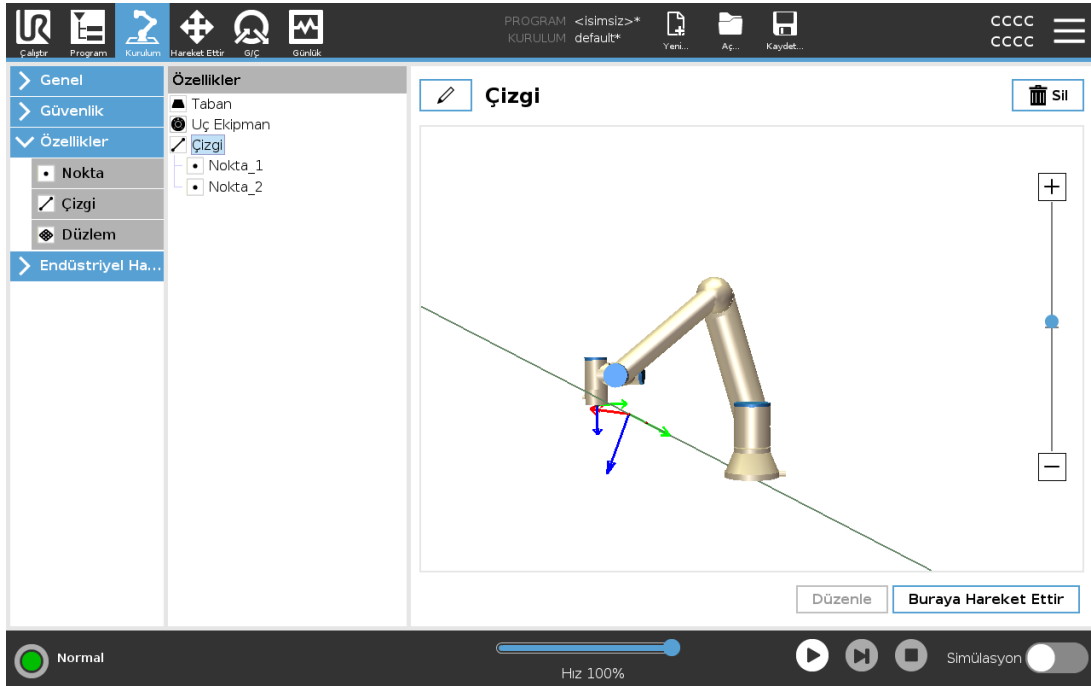 PROGRAM <isimsiz>*
KURULUM default*
Çalıştır
Program
Kurulum
Hareket Ettir
G/Ç
Günlük
Yeni...
Aç...
Kaydet...
CCCC
CCCC
Genel
Güvenlik
Özellikler
Nokta
Çizgi
Düzlem
Endüstriyel Ha...
Özellikler
Taban
Uç Ekipman
Çizgi
Nokta_1
Nokta_2
Çizgi
Sil
Düzenle
Buraya Hareket Ettir
Normal
Hız 100%
Simülasyon